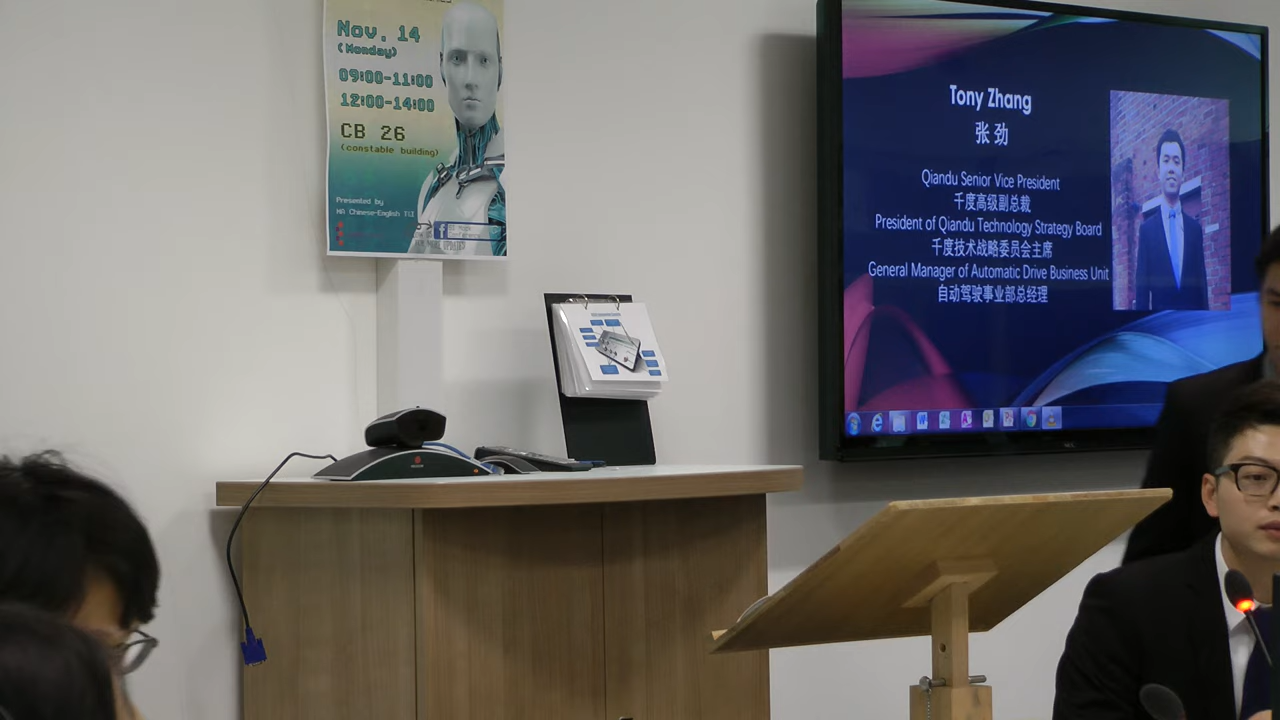 Nov. 14
(Monday)
09:00-11:00
12:00-14:00
CB 26
(constable building)
Presented by
MA Chinese-English TII
Tony Zhang
张 劲
Qiandu Senior Vice President
千度高级副总裁
President of Qiandu Technology Strategy Board
千度技术战略委员会主席
General Manager of Automatic Drive Business Unit
自动驾驶事业部总经理